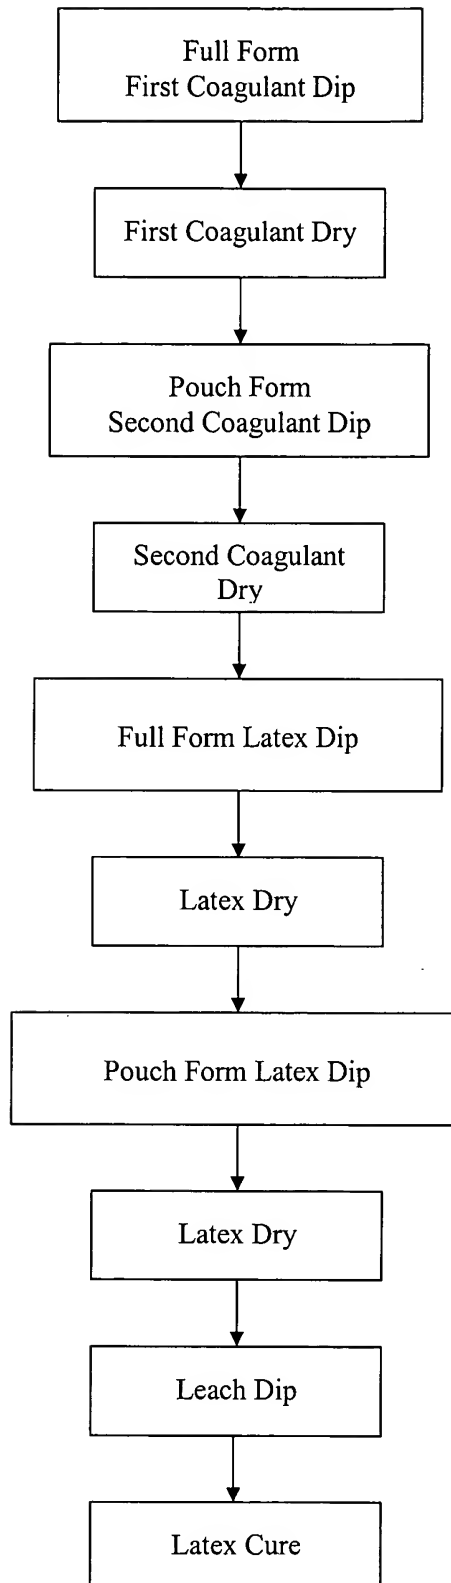 Full Form
First Coagulant Dip
First Coagulant Dry
Pouch Form
Second Coagulant Dip
Second Coagulant
Dry
Full Form Latex Dip
Latex Dry
Pouch Form Latex Dip
Latex Dry
Leach Dip
Latex Cure